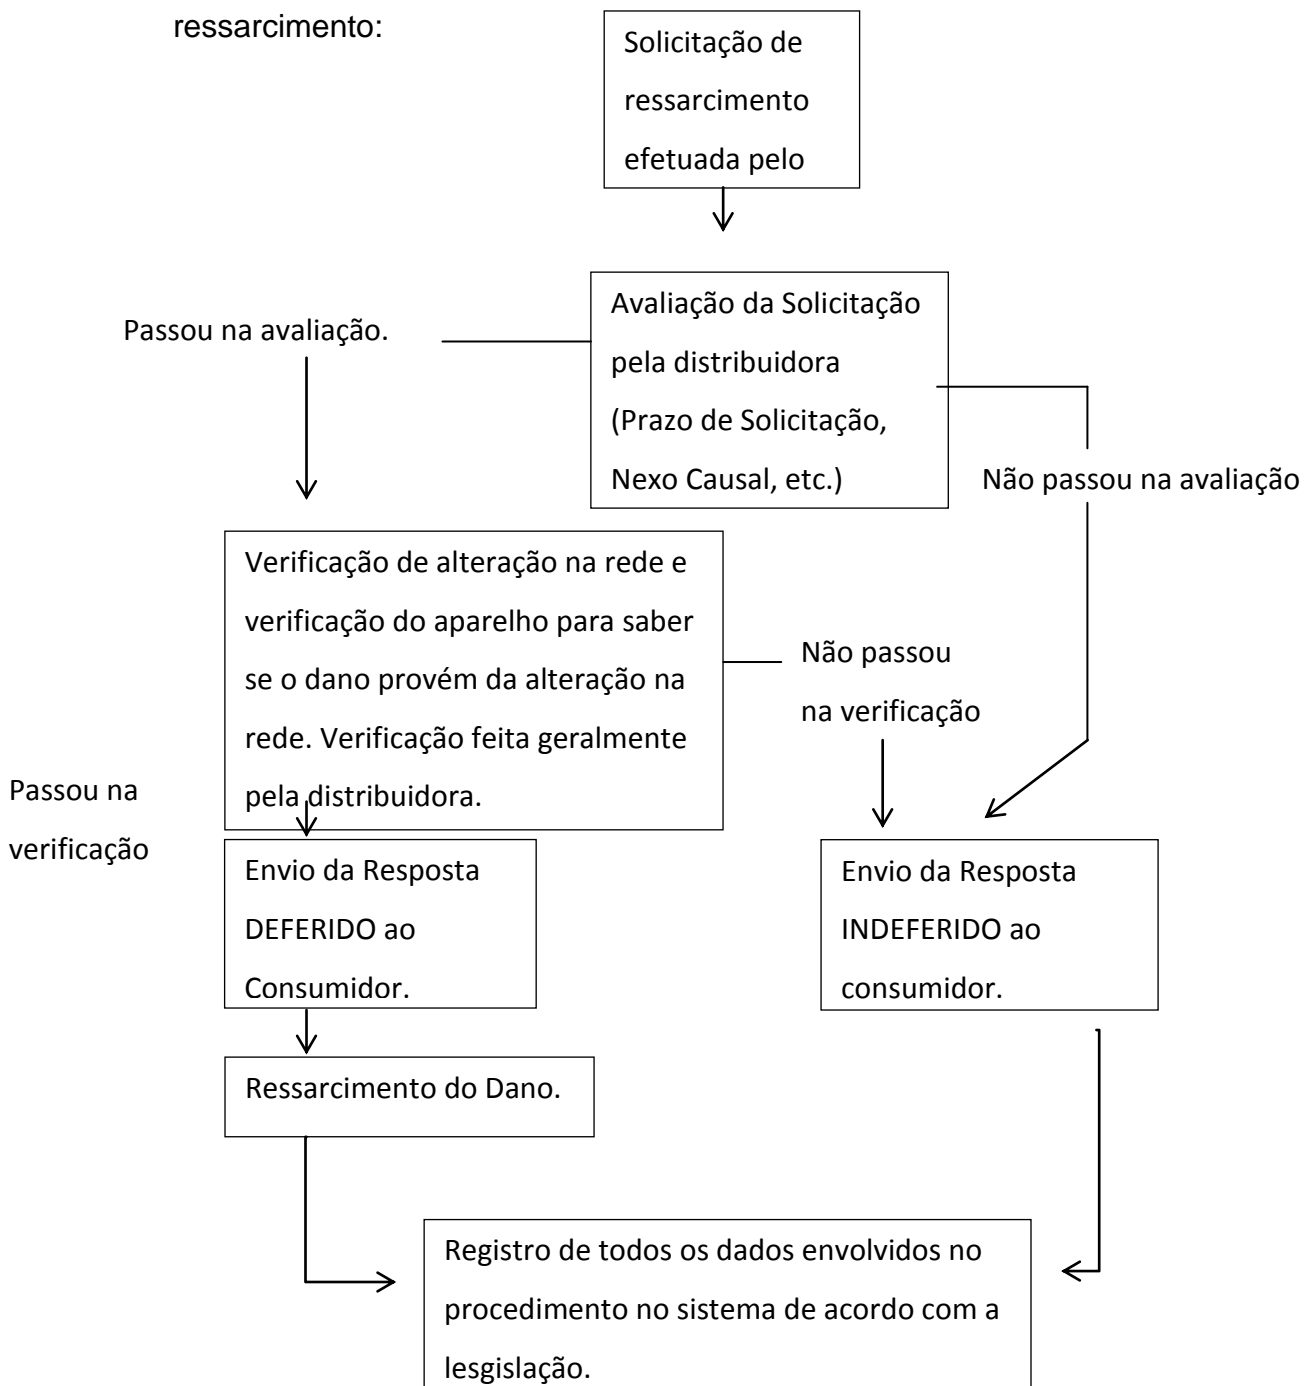 ressarcimento:
Solicitação de
ressarcimento
efetuada pelo
Avaliação da Solicitação
pela distribuidora
(Prazo de Solicitação,
Nexo Causal, etc.)
Passou na avaliação.
Não passou na avaliação
Verificação de alteração na rede e
verificação do aparelho para saber
se o dano provém da alteração na
rede. Verificação feita geralmente
pela distribuidora.
Não passou
na verificação
Passou na
verificação
Envio da Resposta
DEFERIDO ao
Consumidor.
Envio da Resposta
INDEFERIDO ao
consumidor.
Ressarcimento do Dano.
Registro de todos os dados envolvidos no
procedimento no sistema de acordo com a
lesgislação.